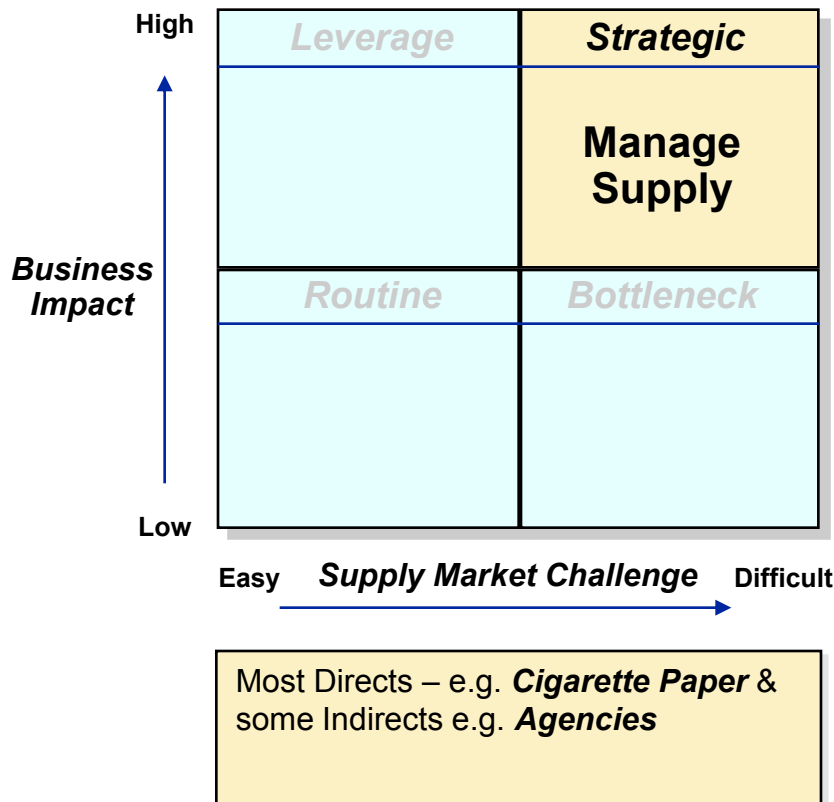 High
Leverage
Strategic
Manage
Supply
Business
Impact
Routine
Bottleneck
Low
Easy
Supply Market Challenge
Difficult
Most Directs – e.g. Cigarette Paper &
some Indirects e.g. Agencies